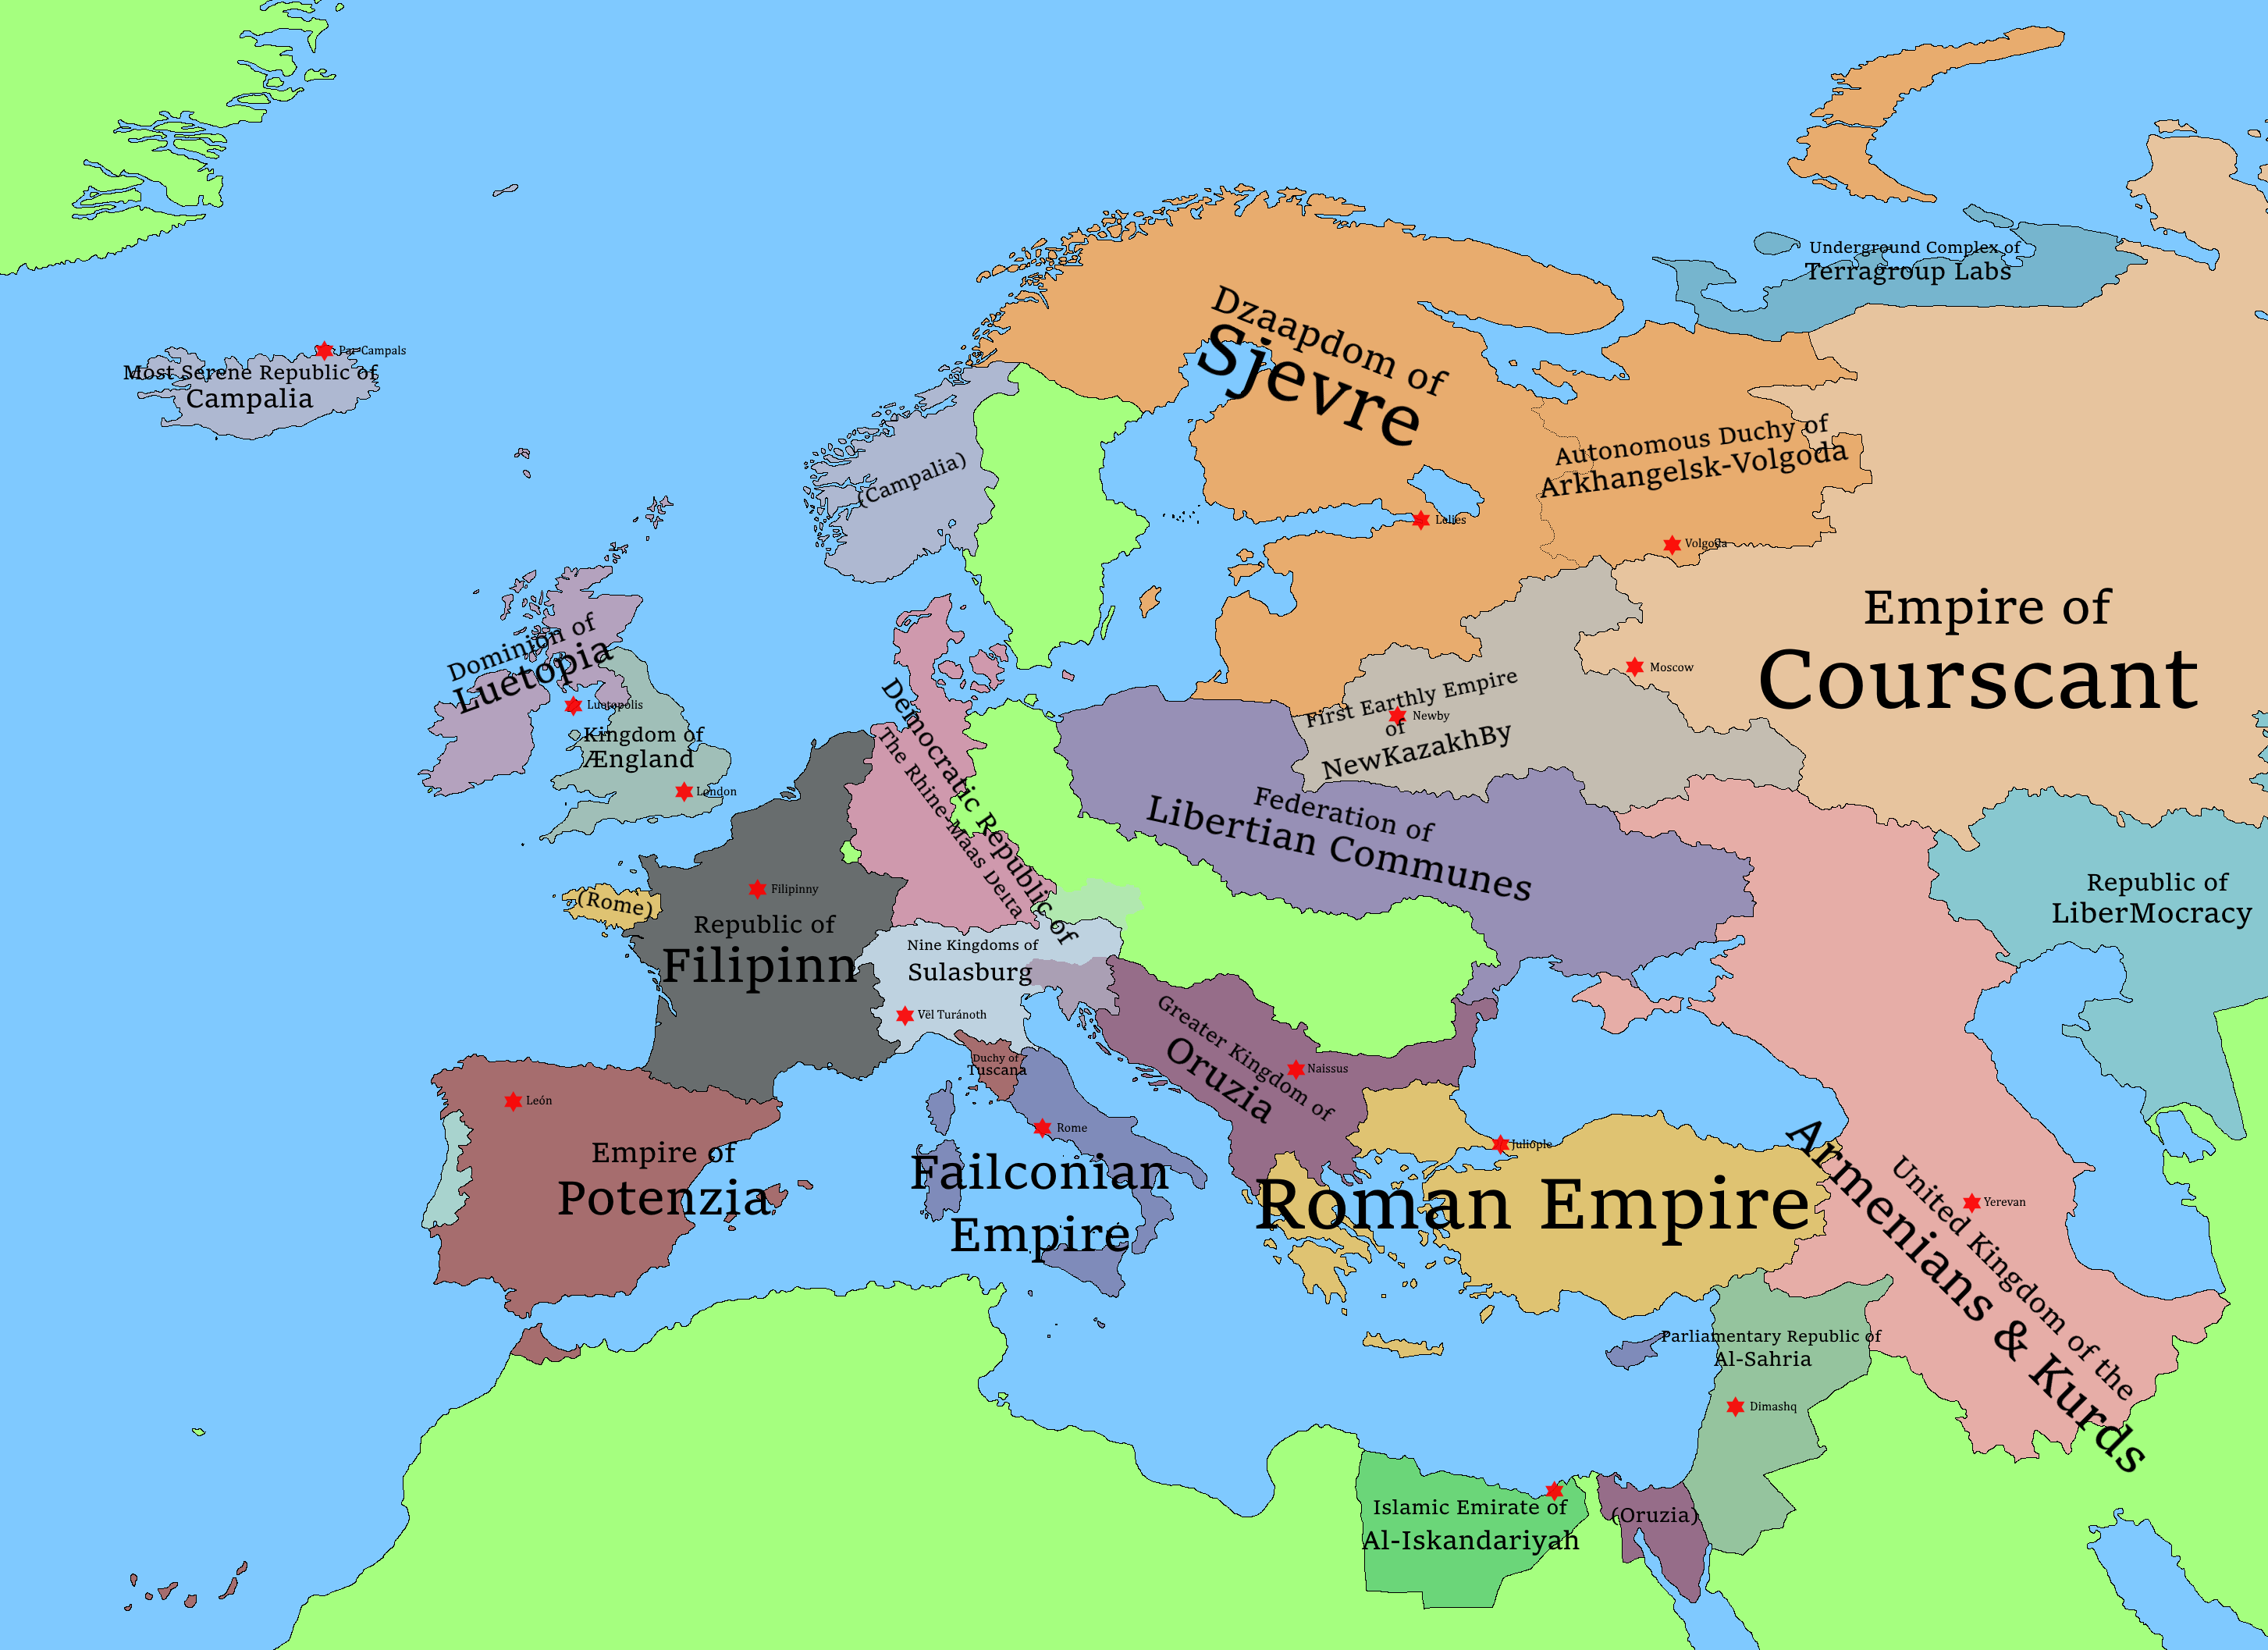 Underground Complex of
Terragroup Labs
Par Campals
Most Serene Republic of
Campalia
Dzaapdom of
Sjevre
(Campalia)
Autonomous Duchy of
Arkhangelsk-Volgoda
Lelies
Volgoda
Empire of
Courscant
Moscow
Dominion of
Luetopia
Luetopolis
Kingdom of
Ængland
London
First Earthly Empire
of
NewKazakhBy
Newby
Democratic Republic of
The Rhine-Maas Delta
Federation of
Libertian Communes
Republic of
LiberMocracy
(Rome)
Filipinny
Republic of
Filipinn
Nine Kingdoms of
Sulasburg
Vēl Turánoth
Greater Kingdom of
Oruzia
Naissus
Duchy of
Tuscana
León
Empire of
Potenzia
Rome
Failconian
Empire
Juliople
Roman Empire
United Kingdom of the
Armenians & Kurds
Yerevan
Parliamentary Republic of
Al-Sahria
Dimashq
Islamic Emirate of
Al-Iskandariyah
(Oruzia)